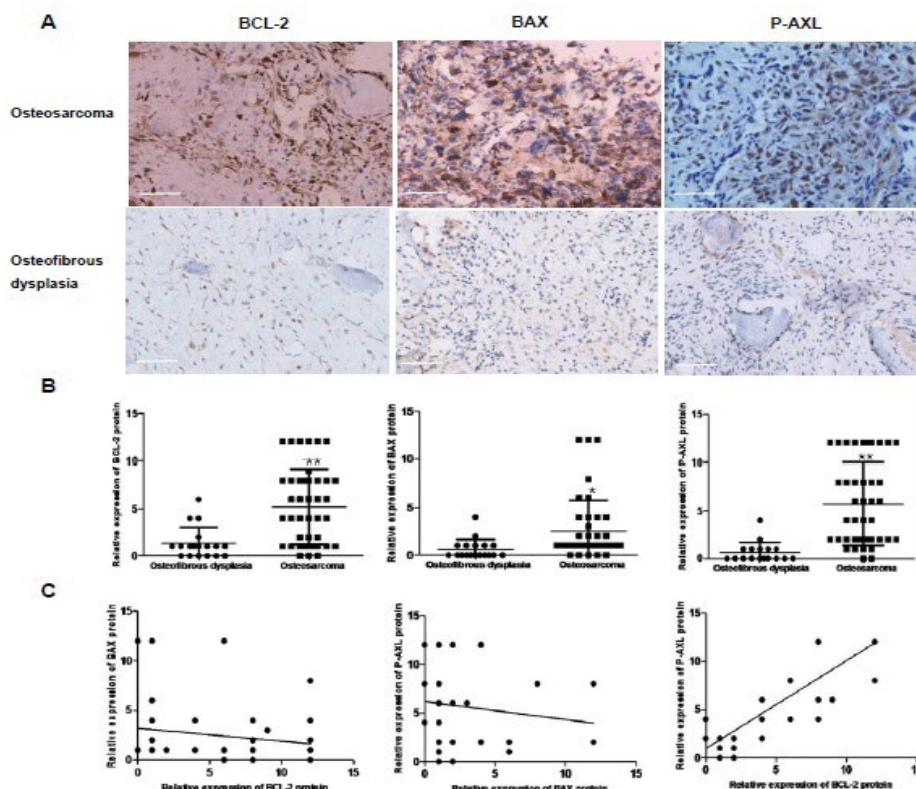 A
BCL-2 BAX P-AXL
Osteosarcoma
Osteofibrous
dysplasia
B
Relative expression of BCL-2 protein
15
10
5
0
Osteofibrous dysplasia Osteosarcoma
**
Relative expression of BAX protein
15
10
5
0
Osteofibrous dysplasia Osteosarcoma
*
Relative expression of P-AXL protein
15
10
5
0
Osteofibrous dysplasia Osteosarcoma
**
C
Relative expression of BAX protein
15
10
5
0
0 5 10 15
Relative expression of BCL-2 protein
Relative expression of P-AXL protein
15
10
5
0
0 5 10 15
Relative expression of BAX protein
Relative expression of P-AXL protein
15
10
5
0
0 5 10 15
Relative expression of BCL-2 protein